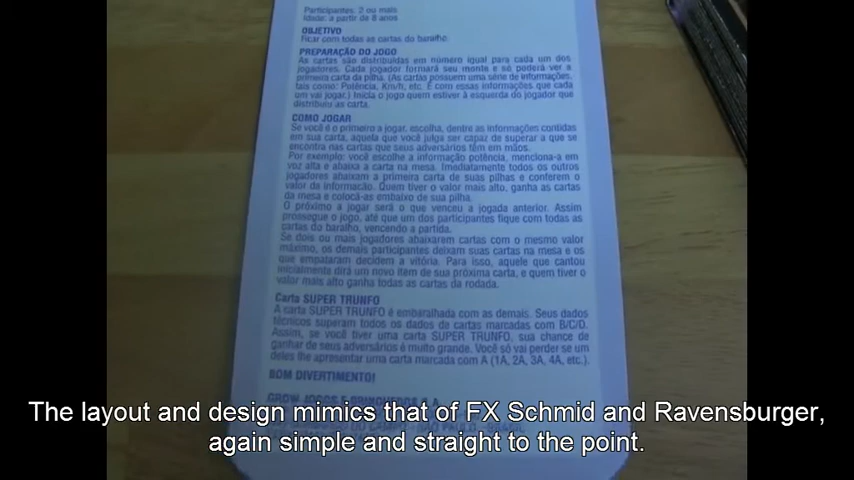 Participantes: 2 ou mais
Idade: a partir de 8 anos
OBJETIVO
Ficar com todas as cartas do baralho.
PREPARAÇÃO DO JOGO
As cartas são distribuídas em número igual para cada um dos
jogadores. Cada jogador formará seu monte e só poderá ver a
primeira carta da pilha. (As cartas possuem uma série de informações,
tais como: Potência, Km/h, etc. É com essas informações que cada
um vai jogar.) Inicia o jogo quem estiver à esquerda do jogador que
distribuiu as carta.
COMO JOGAR
Se você é o primeiro a jogar, escolha, dentre as informações contidas
em sua carta, aquela que você julga ser capaz de superar a que se
encontra nas cartas que seus adversários têm em mãos.
Por exemplo: você escolhe a informação potência, menciona-a em
voz alta e abaixa a carta na mesa. Imediatamente todos os outros
jogadores abaixam a primeira carta de suas pilhas e conferem o
valor da informação. Quem tiver o valor mais alto, ganha as cartas
da mesa e colocá-as embaixo de sua pilha.
O próximo a jogar será o que venceu a jogada anterior. Assim
prossegue o jogo, até que um dos participantes fique com todas as
cartas do baralho, vencendo a partida.
Se dois ou mais jogadores abaixarem cartas com o mesmo valor
máximo, os demais participantes deixam suas cartas na mesa e os
que empataram decidem a vitória. Para isso, aquele que cantou
inicialmente dirá um novo item de sua próxima carta, e quem tiver o
valor mais alto ganha todas as cartas da rodada.
Carta SUPER TRUNFO
A carta SUPER TRUNFO é embaralhada com as demais. Seus dados
técnicos superam todos os dados de cartas marcadas com B/C/D.
Assim, se você tiver uma carta SUPER TRUNFO, sua chance de
ganhar de seus adversários é muito grande. Você só vai perder se um
deles lhe apresentar uma carta marcada com A (1A, 2A, 3A, 4A, etc.).
BOM DIVERTIMENTO!
GROW JOGOS E BRINQUEDOS S.A.
The layout and design mimics that of FX Schmid and Ravensburger,
again simple and straight to the point.